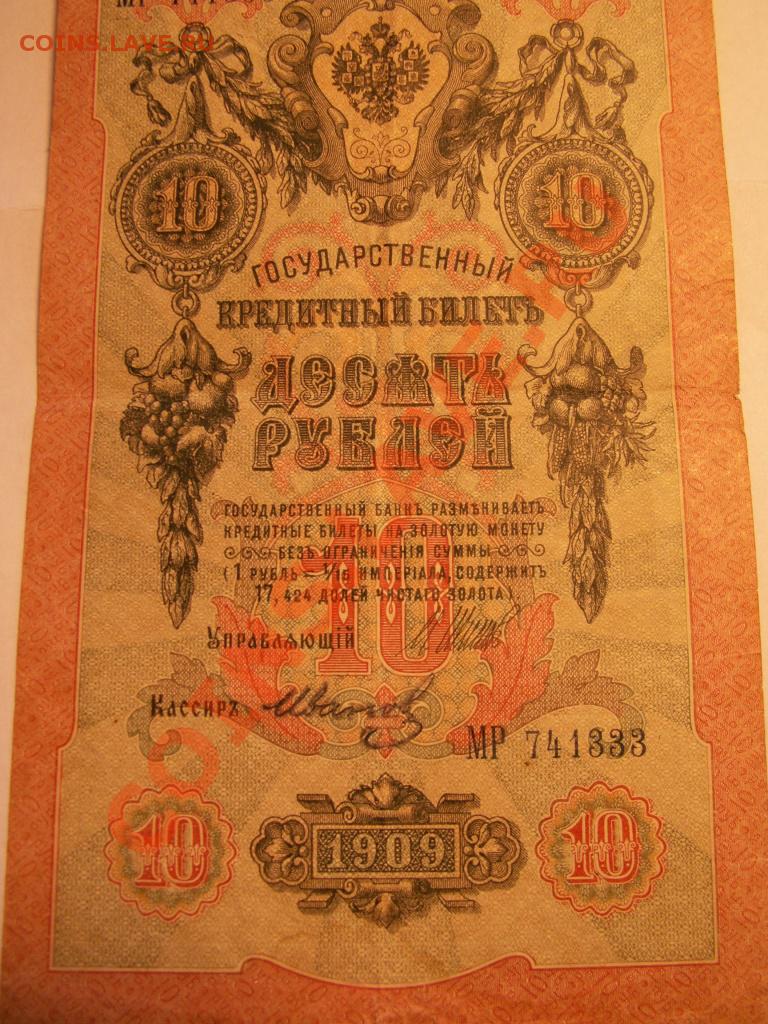 COINS.LAVE.RU
10 10
ГОСУДАРСТВЕННЫЙ
КРЕДИТНЫЙ БИЛЕТЪ
ДЕСЯТЬ
РУБЛЕЙ
ГОСУДАРСТВЕННЫЙ БАНКЪ РАЗМѢНИВАЕТЪ
КРЕДИТНЫЕ БИЛЕТЫ НА ЗОЛОТУЮ МОНЕТУ
БЕЗЪ ОГРАНИЧЕНІЯ СУММЫ
(1 РУБЛЬ = 1/15 ИМПЕРІАЛА, СОДЕРЖИТЪ
17,424 ДОЛЕЙ ЧИСТАГО ЗОЛОТА)
10
УПРАВЛЯЮЩІЙ
КАССИРЪ Иванов
МР 741333
10 1909 10